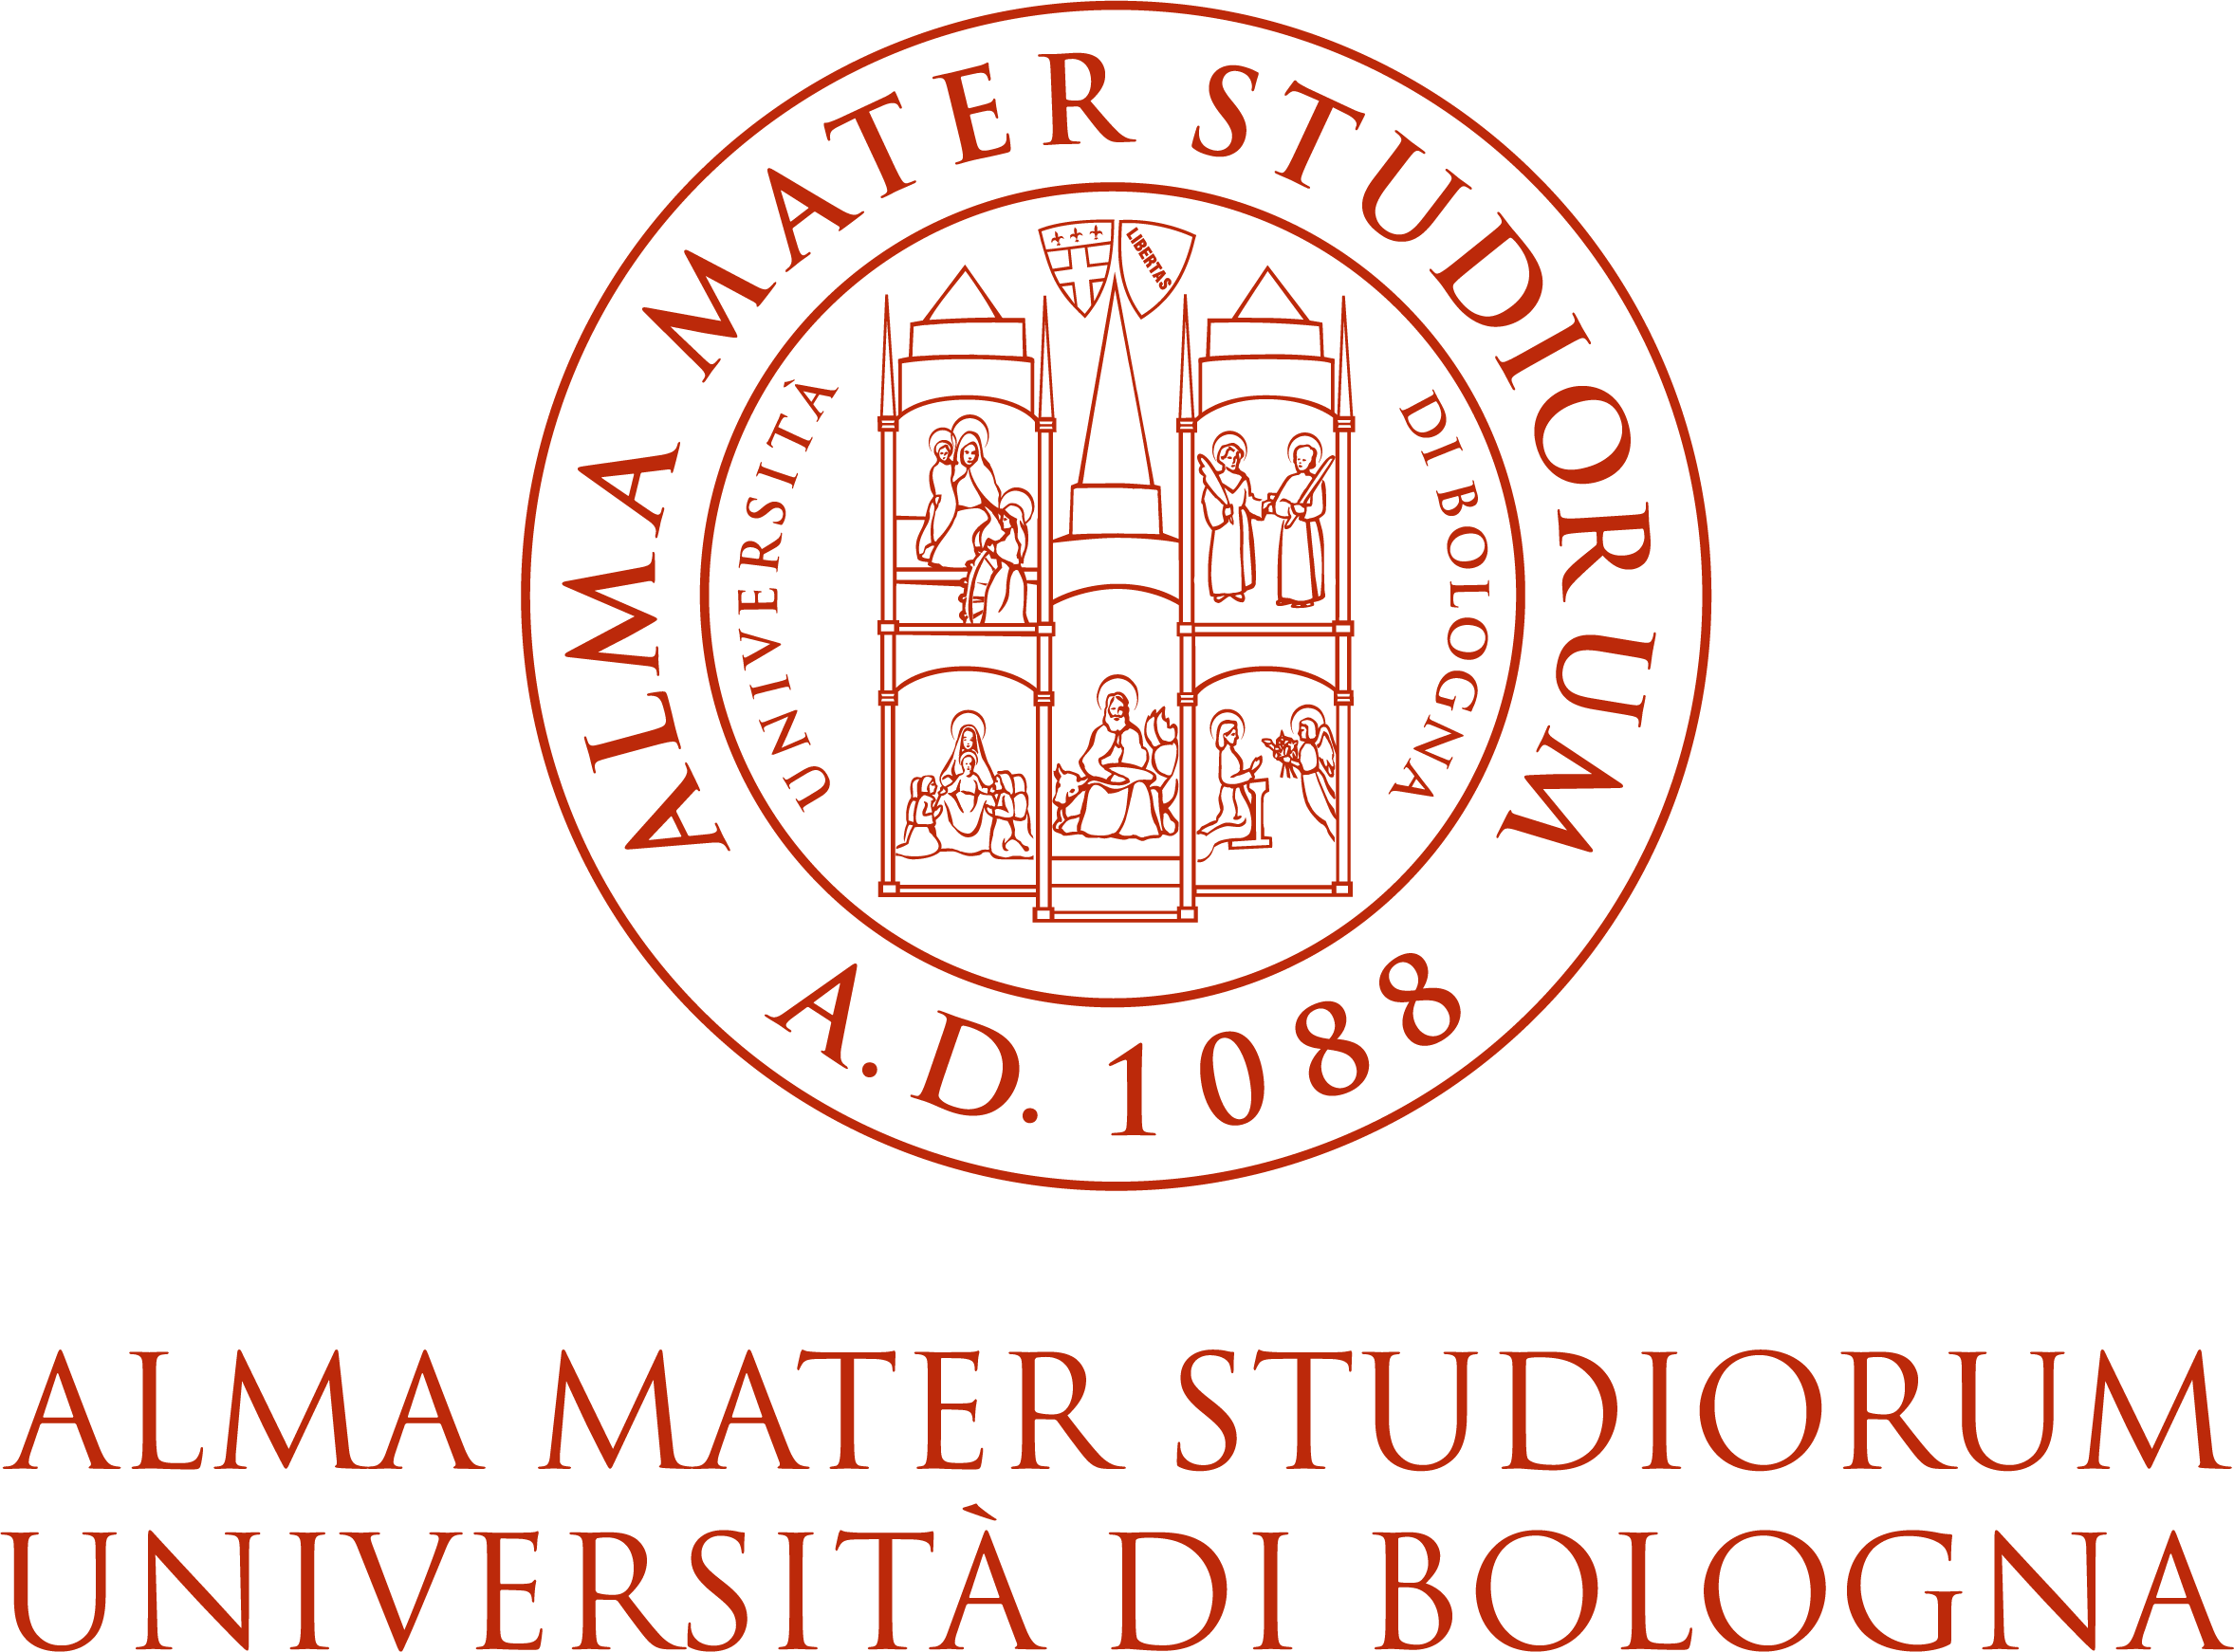 ALMA MATER STUDIORUM
A.D. 1088
UNIVERSITÀ DI BOLOGNA
LIBERTAS
ALMA MATER STUDIORUM
UNIVERSITÀ DI BOLOGNA